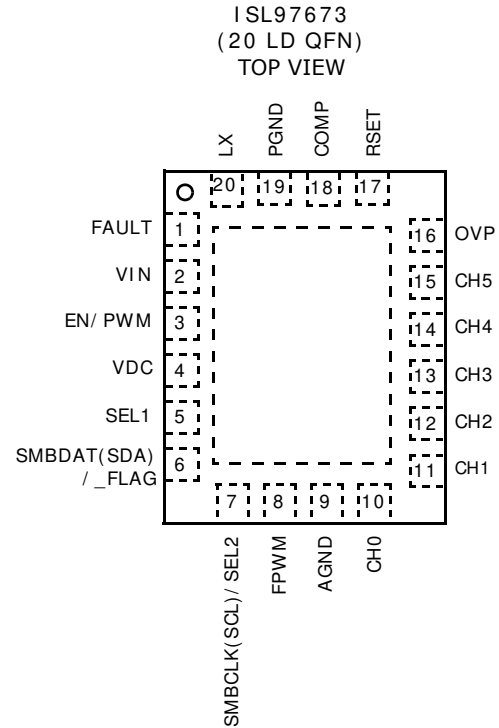 ISL97673
(20 LD QFN)
TOP VIEW
LX
PGND
COMP
RSET
20
19
18
17
FAULT 1
VIN 2
EN/PWM 3
VDC 4
SEL1 5
SMBDAT(SDA)
/_FLAG 6
16 OVP
15 CH5
14 CH4
13 CH3
12 CH2
11 CH1
7
8
9
10
SMBCLK(SCL)/SEL2
FPWM
AGND
CH0